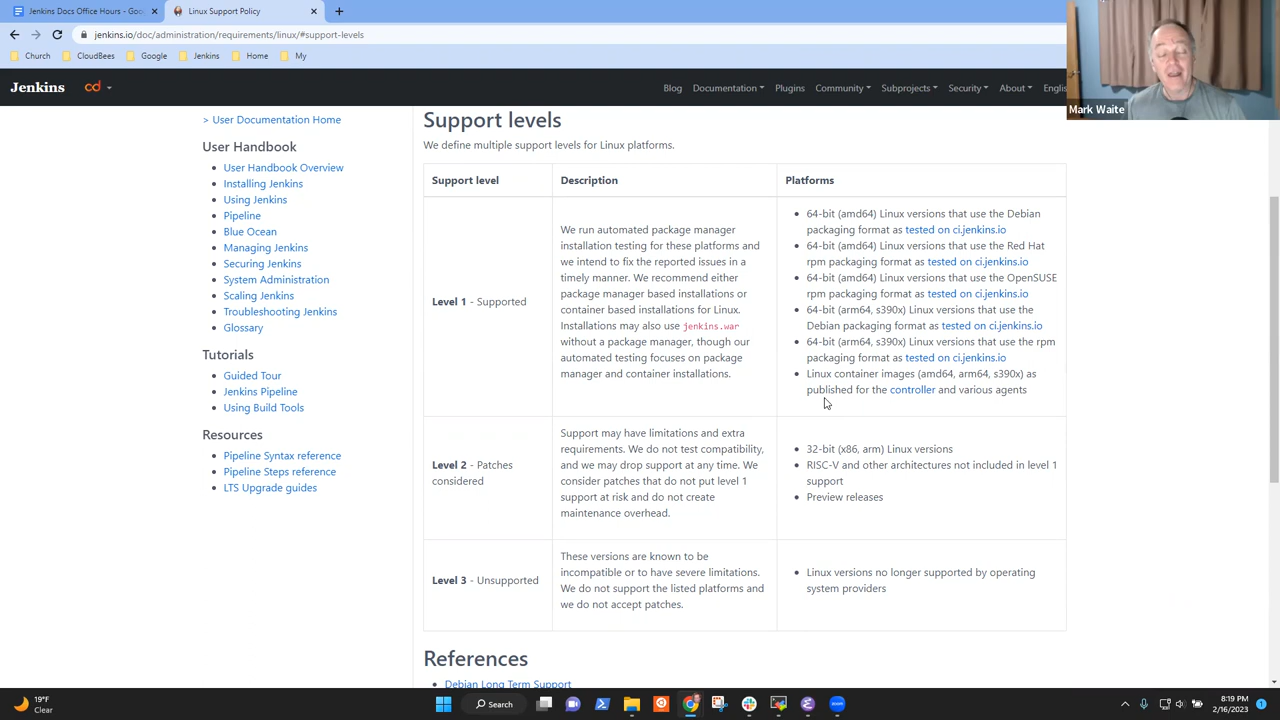 Jenkins Docs Office Hours - Goog
Linux Support Policy
jenkins.io/doc/administration/requirements/linux/#support-levels
Church
CloudBees
Google
Jenkins
Home
My
Jenkins
Blog
Documentation
Plugins
Community
Subprojects
Security
About
Englis
Mark Waite
> User Documentation Home
User Handbook
User Handbook Overview
Installing Jenkins
Using Jenkins
Pipeline
Blue Ocean
Managing Jenkins
Securing Jenkins
System Administration
Scaling Jenkins
Troubleshooting Jenkins
Glossary
Tutorials
Guided Tour
Jenkins Pipeline
Using Build Tools
Resources
Pipeline Syntax reference
Pipeline Steps reference
LTS Upgrade guides
Support levels
We define multiple support levels for Linux platforms.
Support level
Description
Platforms
Level 1 - Supported
We run automated package manager
installation testing for these platforms and
we intend to fix the reported issues in a
timely manner. We recommend either
package manager based installations or
container based installations for Linux.
Installations may also use jenkins.war
without a package manager, though our
automated testing focuses on package
manager and container installations.
64-bit (amd64) Linux versions that use the Debian
packaging format as tested on ci.jenkins.io
64-bit (amd64) Linux versions that use the Red Hat
rpm packaging format as tested on ci.jenkins.io
64-bit (amd64) Linux versions that use the OpenSUSE
rpm packaging format as tested on ci.jenkins.io
64-bit (arm64, s390x) Linux versions that use the
Debian packaging format as tested on ci.jenkins.io
64-bit (arm64, s390x) Linux versions that use the rpm
packaging format as tested on ci.jenkins.io
Linux container images (amd64, arm64, s390x) as
published for the controller and various agents
Level 2 - Patches
considered
Support may have limitations and extra
requirements. We do not test compatibility,
and we may drop support at any time. We
consider patches that do not put level 1
support at risk and do not create
maintenance overhead.
32-bit (x86, arm) Linux versions
RISC-V and other architectures not included in level 1
support
Preview releases
Level 3 - Unsupported
These versions are known to be
incompatible or to have severe limitations.
We do not support the listed platforms and
we do not accept patches.
Linux versions no longer supported by operating
system providers
References
Debian Long Term Support
19°F
Clear
Search
8:19 PM
2/16/2023